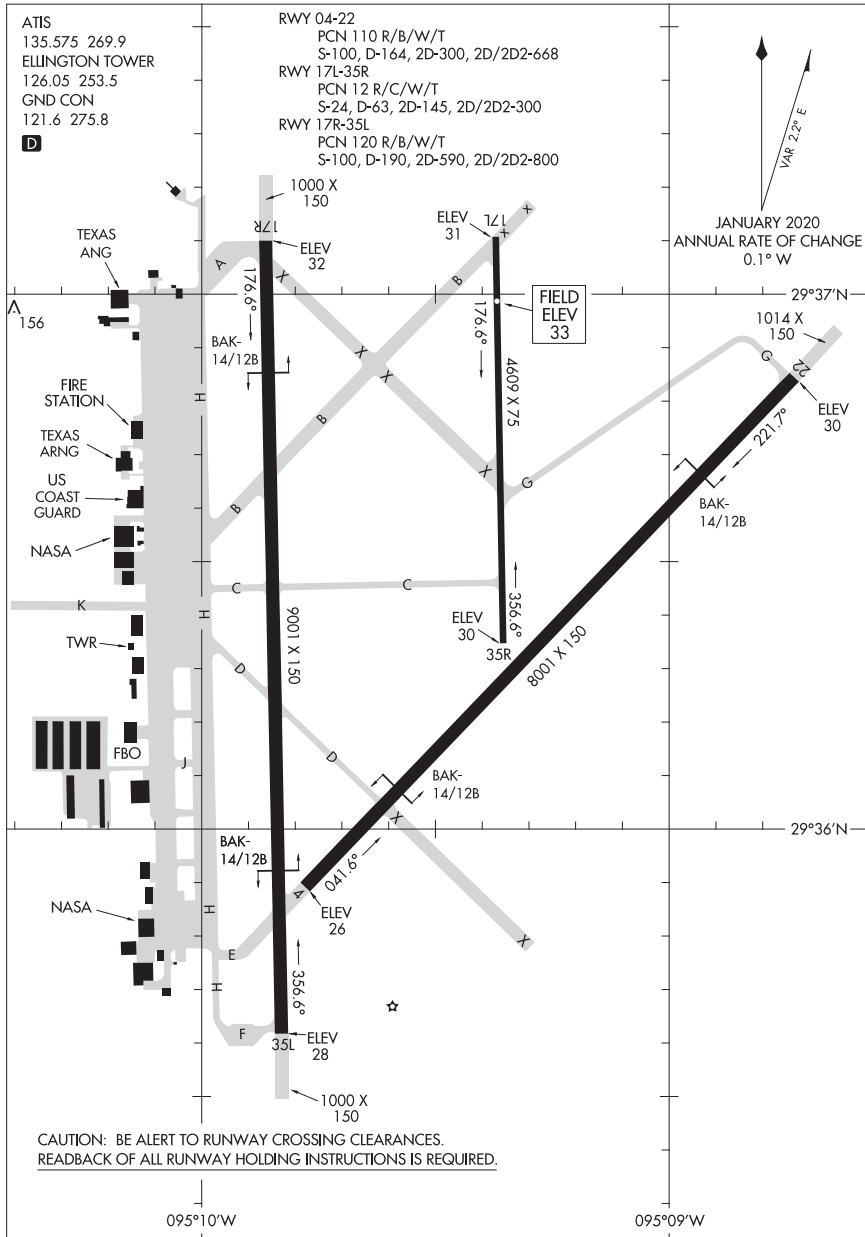 ATIS
135.575 269.9
ELLINGTON TOWER
126.05 253.5
GND CON
121.6 275.8
D
RWY 04-22
PCN 110 R/B/W/T
S-100, D-164, 2D-300, 2D/2D2-668
RWY 17L-35R
PCN 12 R/C/W/T
S-24, D-63, 2D-145, 2D/2D2-300
RWY 17R-35L
PCN 120 R/B/W/T
S-100, D-190, 2D-590, 2D/2D2-800
VAR 2.2° E
JANUARY 2020
ANNUAL RATE OF CHANGE
0.1° W
1000 X
150
17R
ELEV
32
ELEV
31
17L
X
X
TEXAS
ANG
A
X
B
176.6°
176.6°
FIELD
ELEV
33
29°37'N
156
1014 X
150
BAK-
14/12B
X
X
4609 X 75
G
22
ELEV
30
FIRE
STATION
H
B
221.7°
TEXAS
ARNG
X
G
BAK-
14/12B
US
COAST
GUARD
B
NASA
C
C
K
H
356.6°
9001 X 150
ELEV
30
35R
TWR
D
8001 X 150
FBO
J
D
BAK-
14/12B
X
29°36'N
BAK-
14/12B
041.6°
4
NASA
H
ELEV
26
E
X
H
356.6°
F
35L
ELEV
28
1000 X
150
CAUTION: BE ALERT TO RUNWAY CROSSING CLEARANCES.
READBACK OF ALL RUNWAY HOLDING INSTRUCTIONS IS REQUIRED.
095°10'W
095°09'W